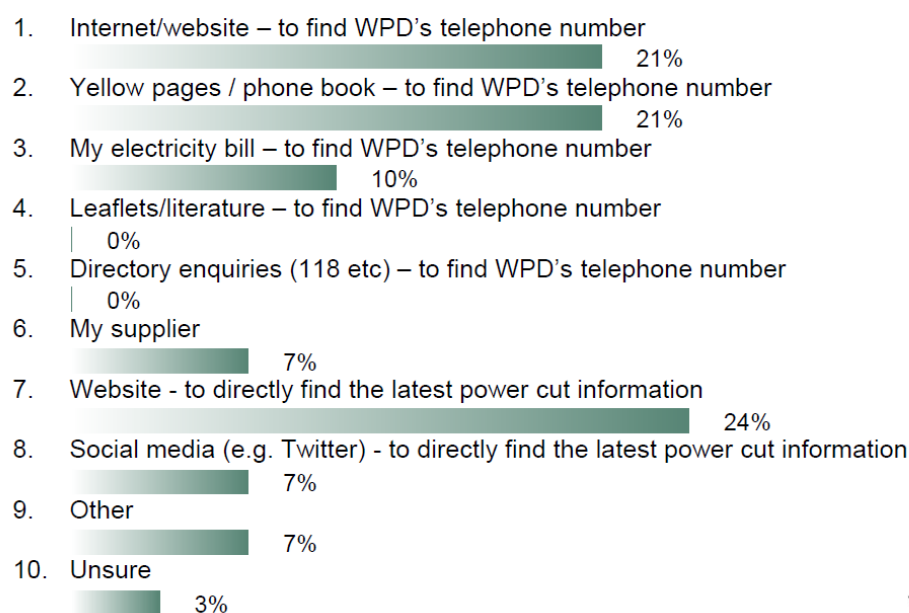 1. Internet/website – to find WPD's telephone number
21%
2. Yellow pages / phone book – to find WPD's telephone number
21%
3. My electricity bill – to find WPD's telephone number
10%
4. Leaflets/literature – to find WPD's telephone number
0%
5. Directory enquiries (118 etc) – to find WPD's telephone number
0%
6. My supplier
7%
7. Website - to directly find the latest power cut information
24%
8. Social media (e.g. Twitter) - to directly find the latest power cut information
7%
9. Other
7%
10. Unsure
3%